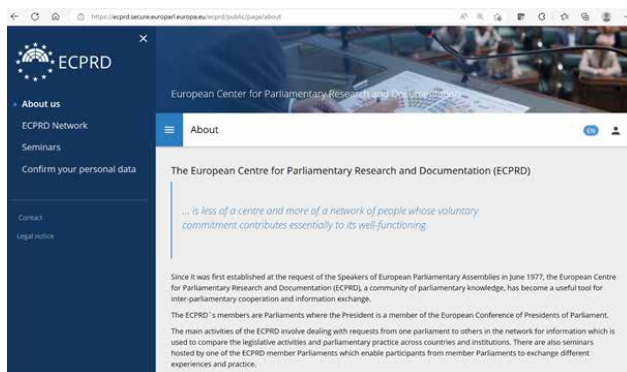 https://ecprd.secure.europarl.europa.eu/ecprd/public/page/about
ECPRD
About us
ECPRD Network
Seminars
Confirm your personal data
Contact
Legal notice
European Center for Parliamentary Research and Documentation
About
EN
The European Centre for Parliamentary Research and Documentation (ECPRD)
... is less of a centre and more of a network of people whose voluntary
commitment contributes essentially to its well-functioning.
Since it was first established at the request of the Speakers of European Parliamentary Assemblies in June 1977, the European Centre
for Parliamentary Research and Documentation (ECPRD), a community of parliamentary knowledge, has become a useful tool for
inter-parliamentary cooperation and information exchange.
The ECPRD`s members are Parliaments where the President is a member of the European Conference of Presidents of Parliament.
The main activities of the ECPRD involve dealing with requests from one parliament to others in the network for information which is
used to compare the legislative activities and parliamentary practice across countries and institutions. There are also seminars
hosted by one of the ECPRD member Parliaments which enable participants from member Parliaments to exchange different
experiences and practice.